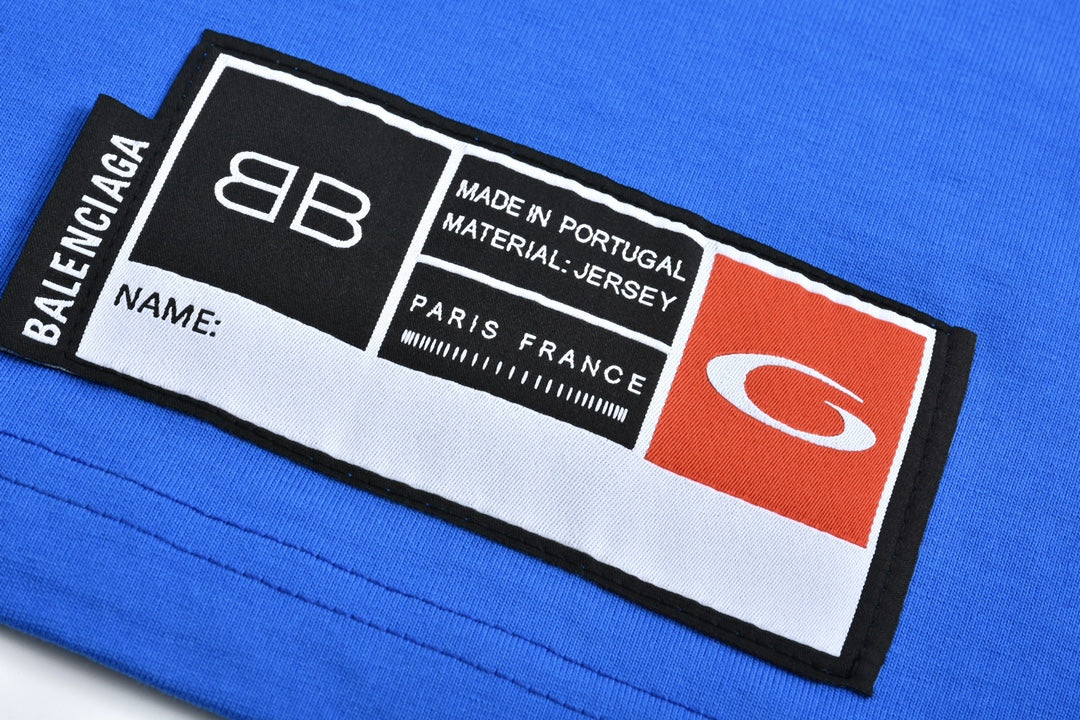 BALENCIAGA
BB
MADE IN PORTUGAL
MATERIAL: JERSEY
PARIS FRANCE
G
NAME: